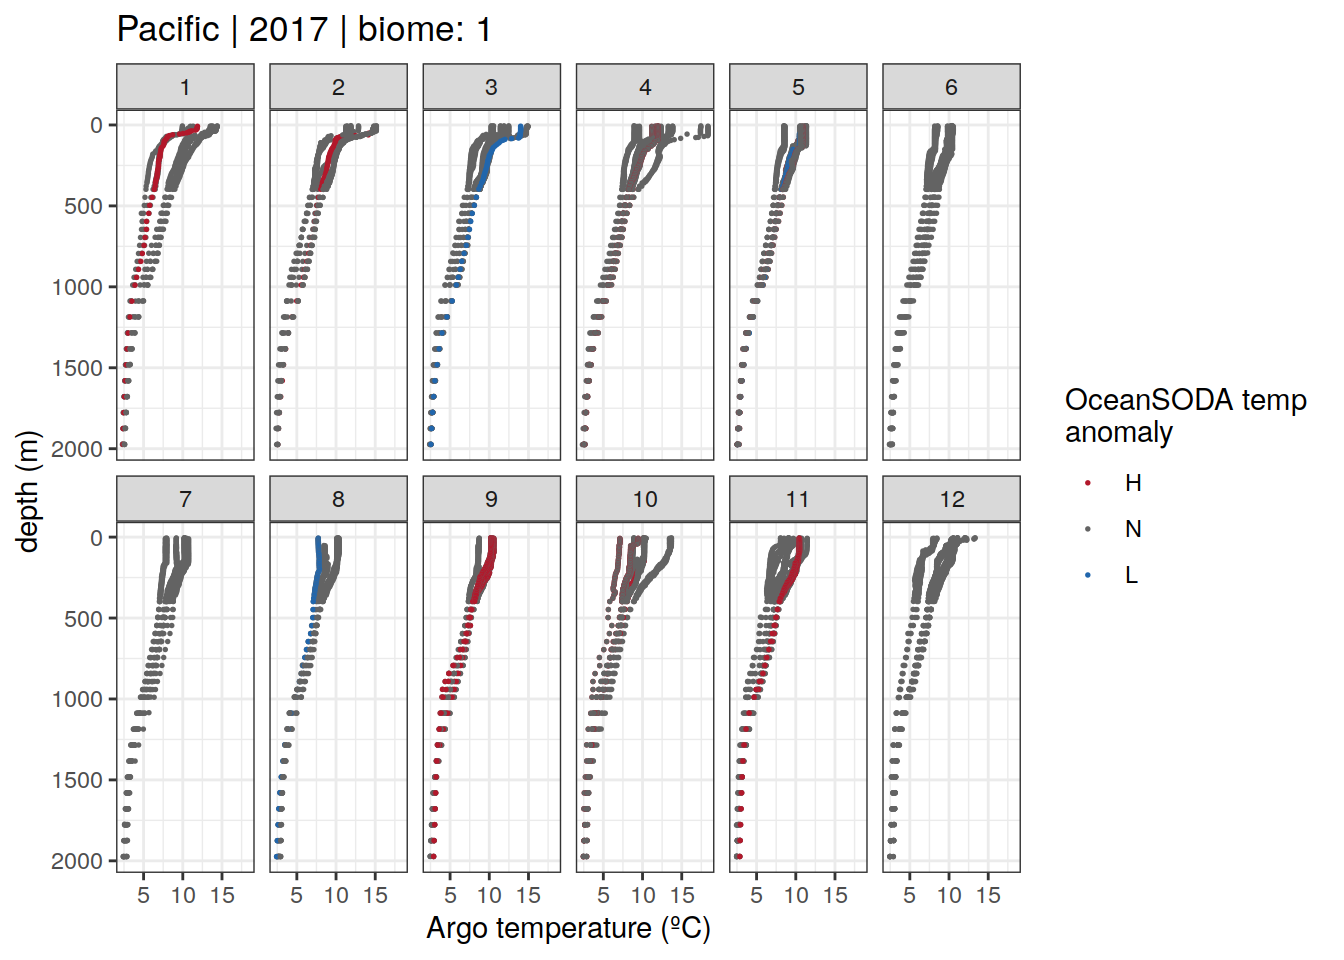 Pacific | 2017 | biome: 1
1 2 3 4 5 6
0
500
1000
1500
2000
7 8 9 10 11 12
0
500
1000
1500
2000
5 10 15 5 10 15 5 10 15 5 10 15 5 10 15 5 10 15
Argo temperature (ºC)
depth (m)
OceanSODA temp
anomaly
H
N
L